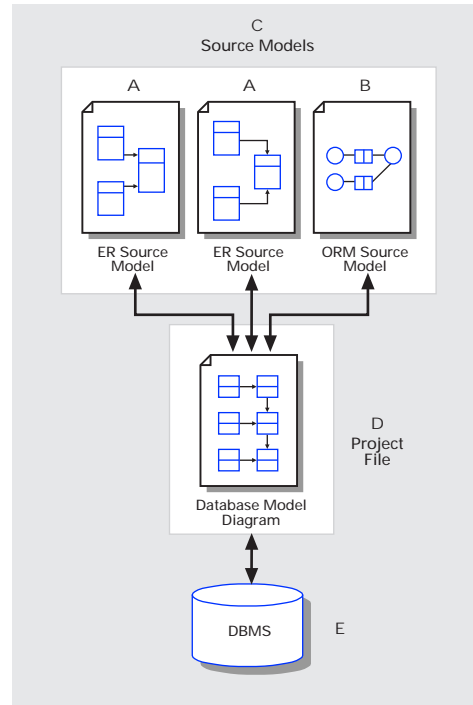 C
Source Models
A
A
B
ER Source
Model
ER Source
Model
ORM Source
Model
D
Project
File
Database Model
Diagram
DBMS
E